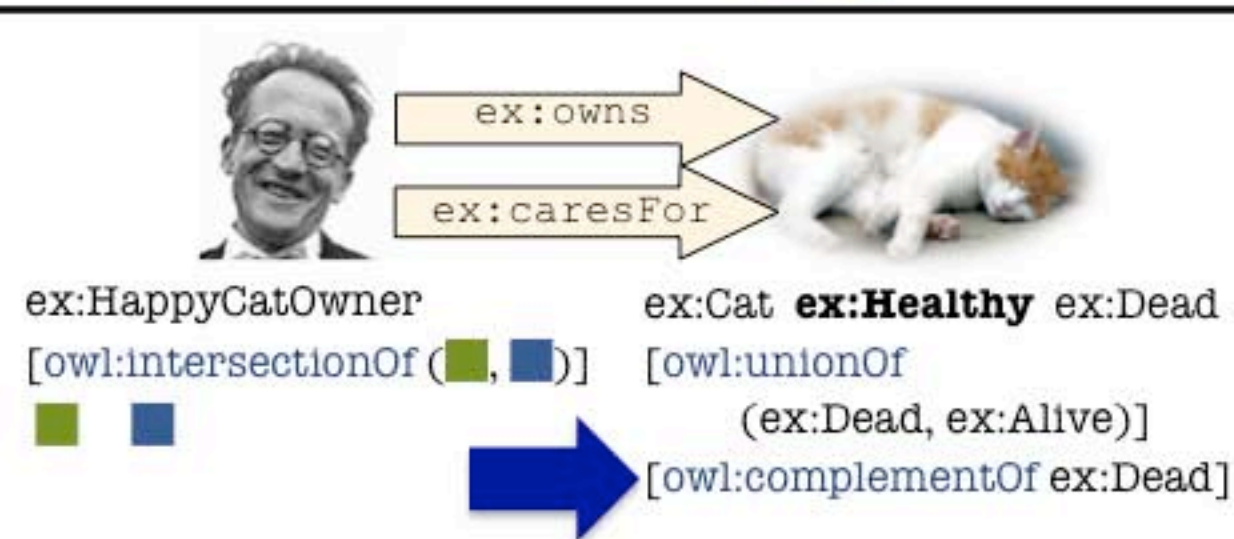 ex:owns
ex:caresFor
ex:HappyCatOwner
[owl:intersectionOf (, )]
ex:Cat ex:Healthy ex:Dead
[owl:unionOf
(ex:Dead, ex:Alive)]
[owl:complementOf ex:Dead]